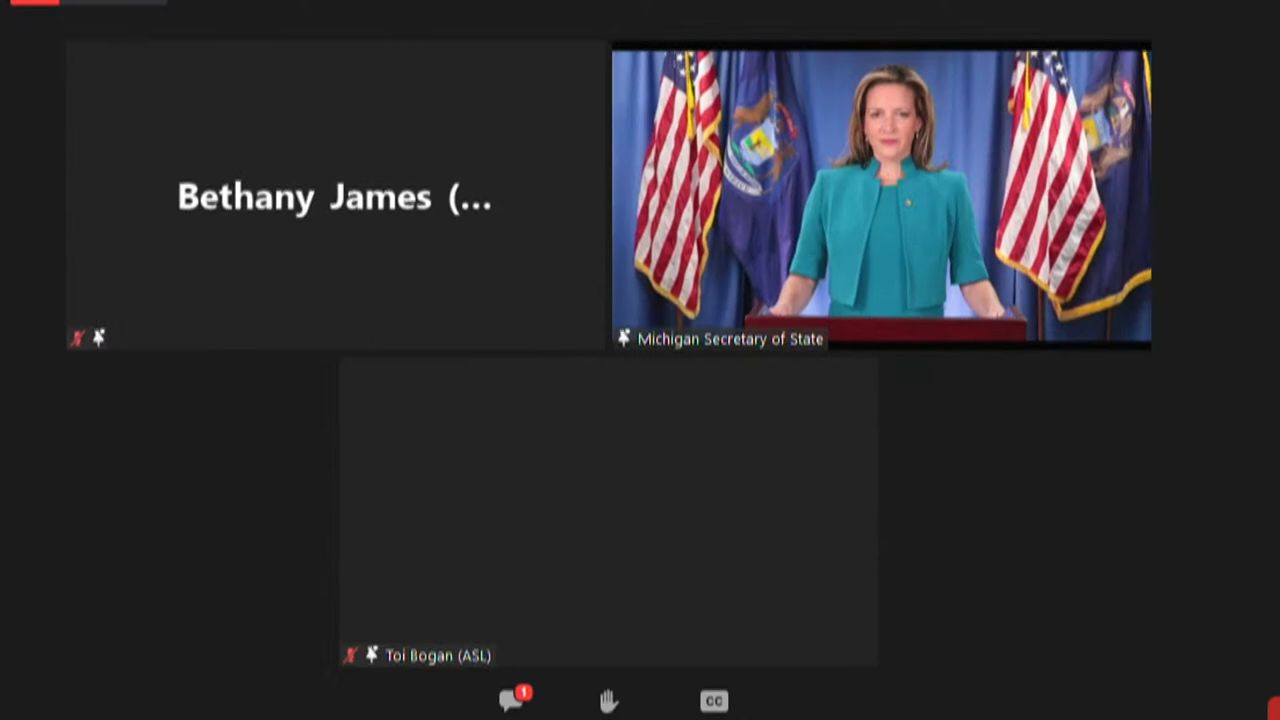 Bethany James (...
Michigan Secretary of State
Toi Bogan (ASL)
1
CC